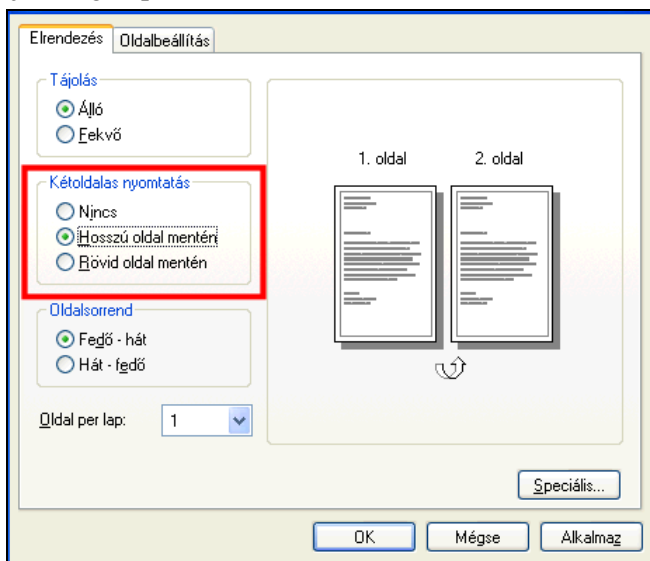 Elrendezés
Oldalbeállítás
Tájolás
Álló
Fekvő
Kétoldalas nyomtatás
Nincs
Hosszú oldal mentén
Rövid oldal mentén
Oldalsorrend
Fedő - hát
Hát - fedő
Oldal per lap: 1
1. oldal 2. oldal
Speciális...
OK Mégse Alkalmaz